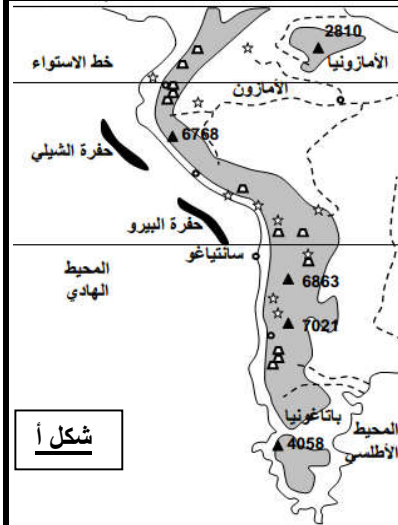 2810
خط الاستواء
الأمازونيا
الأمازون
6768
حفرة الشيلي
حفرة البيرو
سانتياغو
المحيط
الهادي
6863
7021
باتاغونيا
المحيط
الأطلسي
4058
شكل أ